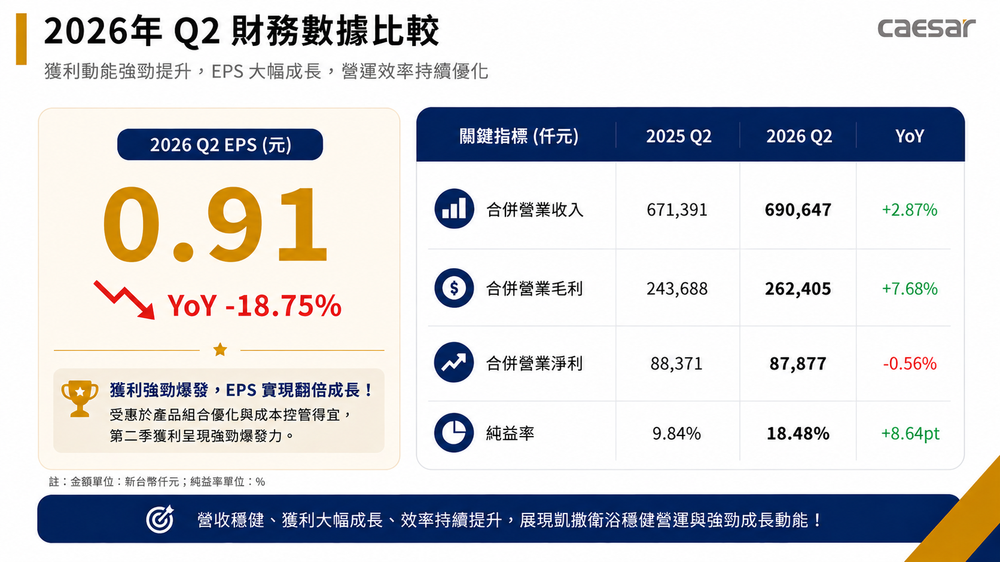 2026年 Q2 財務數據比較
caesar
獲利動能強勁提升，EPS 大幅成長，營運效率持續優化
2026 Q2 EPS (元)
0.91
YoY -18.75%
獲利強勁爆發，EPS 實現翻倍成長！
受惠於產品組合優化與成本控管得宜，
第二季獲利呈現強勁爆發力。
關鍵指標 (仟元) 2025 Q2 2026 Q2 YoY
合併營業收入 671,391 690,647 +2.87%
合併營業毛利 243,688 262,405 +7.68%
合併營業淨利 88,371 87,877 -0.56%
純益率 9.84% 18.48% +8.64pt
註：金額單位：新台幣仟元；純益率單位：%
營收穩健、獲利大幅成長、效率持續提升，展現凱撒衛浴穩健營運與強勁成長動能！